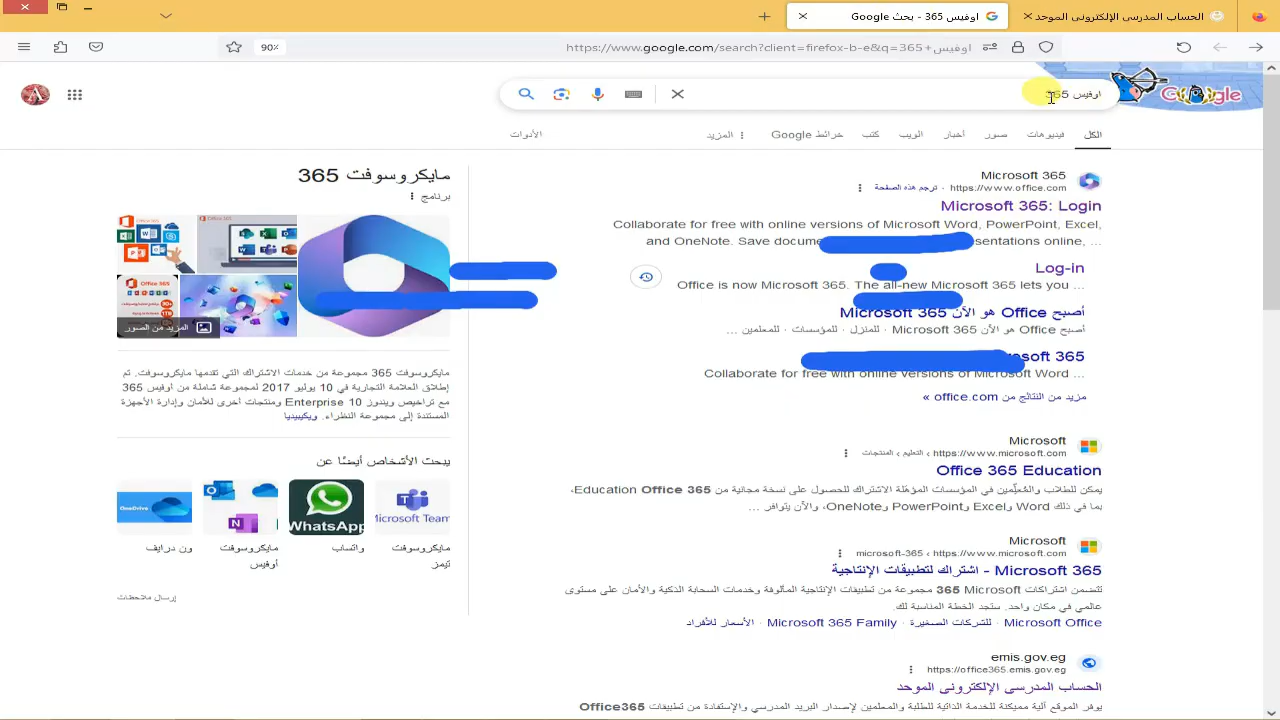 الحساب المدرسى الإلكترونى الموحد
اوفيس 365 - بحث Google
https://www.google.com/search?client=firefox-b-e&q=365+اوفيس
90%
Google
اوفيس 365
الكل
فيديوهات
صور
أخبار
الويب
كتب
خرائط Google
المزيد
الأدوات
Microsoft 365
https://www.office.com · ترجم هذه الصفحة
Microsoft 365: Login
Collaborate for free with online versions of Microsoft Word, PowerPoint, Excel,
and OneNote. Save
sentations online, ...
Log-in
Office is now Microsoft 365. The all-new Microsoft 365 lets you ...
أصبح Office هو الآن Microsoft 365
أصبح Office هو الآن Microsoft 365 · للمنزل · للمؤسسات · للمعلمين ...
365
Collaborate for free with online versions of Microsoft Word ...
مزيد من النتائج من office.com »
Microsoft
https://www.microsoft.com › التعليم › المنتجات
Office 365 Education
يمكن للطلاب والمُعلِّمين في المؤسسات المؤهّلة الاشتراك للحصول على نسخة مجانية من Education Office 365،
بما في ذلك Word وExcel وPowerPoint وOneNote، والآن يتوافر ...
Microsoft
https://www.microsoft.com › microsoft-365
Microsoft 365 - اشتراك لتطبيقات الإنتاجية
تتضمن اشتراكات Microsoft 365 مجموعة من تطبيقات الإنتاجية المألوفة وخدمات السحابة الذكية والأمان على مستوى
عالمي في مكان واحد. ستجد الخطة المناسبة لك.
Microsoft Office · للشركات الصغيرة · Microsoft 365 Family · الأسعار للأفراد
emis.gov.eg
https://office365.emis.gov.eg
الحساب المدرسى الإلكترونى الموحد
يوفر الموقع آلية مميكنة للخدمة الذاتية للطلبة والمعلمين لإصدار البريد المدرسي والإستفادة من تطبيقات Office365
مايكروسوفت 365
برنامج
المزيد من الصور
مايكروسوفت 365 مجموعة من خدمات الاشتراك التي تقدمها مايكروسوفت. تم
إطلاق العلامة التجارية في 10 يوليو 2017 لمجموعة شاملة من أوفيس 365
مع تراخيص ويندوز 10 Enterprise ومنتجات أخرى للأمان وإدارة الأجهزة
المستندة إلى مجموعة النظراء. ويكيبيديا
يبحث الأشخاص أيضًا عن
Microsoft Team
WhatsApp
OneDrive
مايكروسوفت تيمز
واتساب
مايكروسوفت أوفيس
ون درايف
إرسال ملاحظات